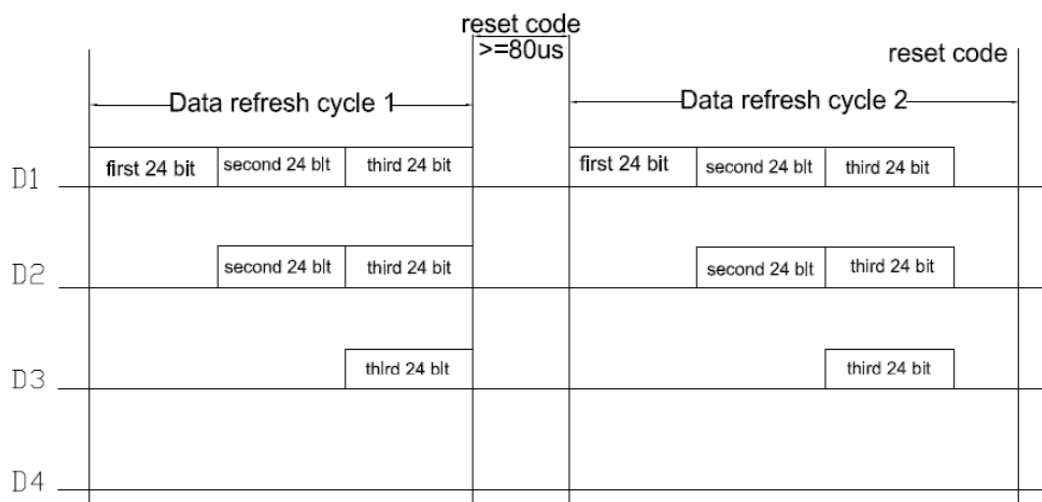 reset code
>=80us
reset code
Data refresh cycle 1
Data refresh cycle 2
D1 first 24 bit second 24 blt third 24 bit first 24 bit second 24 blt third 24 bit
D2 second 24 blt third 24 bit second 24 blt third 24 bit
D3 thlrd 24 blt third 24 bit
D4